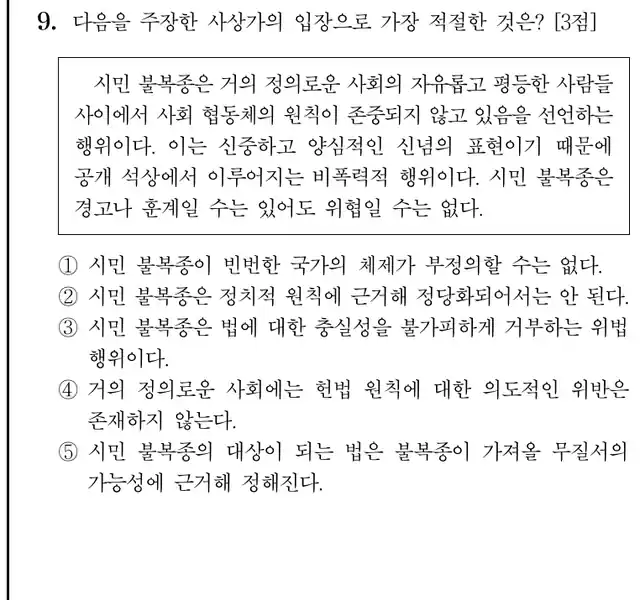 9. 다음을 주장한 사상가의 입장으로 가장 적절한 것은? [3점]
시민 불복종은 거의 정의로운 사회의 자유롭고 평등한 사람들
사이에서 사회 협동체의 원칙이 존중되지 않고 있음을 선언하는
행위이다. 이는 신중하고 양심적인 신념의 표현이기 때문에
공개 석상에서 이루어지는 비폭력적 행위이다. 시민 불복종은
경고나 훈계일 수는 있어도 위협일 수는 없다.
① 시민 불복종이 빈번한 국가의 체제가 부정의할 수는 없다.
② 시민 불복종은 정치적 원칙에 근거해 정당화되어서는 안 된다.
③ 시민 불복종은 법에 대한 충실성을 불가피하게 거부하는 위법
행위이다.
④ 거의 정의로운 사회에는 헌법 원칙에 대한 의도적인 위반은
존재하지 않는다.
⑤ 시민 불복종의 대상이 되는 법은 불복종이 가져올 무질서의
가능성에 근거해 정해진다.